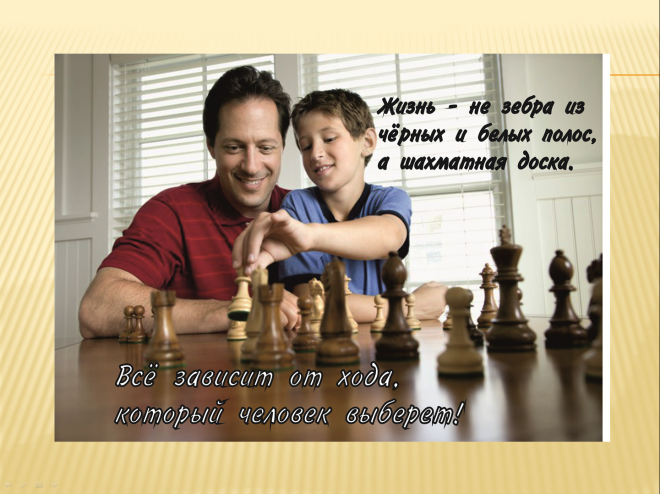 Жизнь - не зебра из
чёрных и белых полос,
а шахматная доска.
Всё зависит от хода,
который человек выберет!